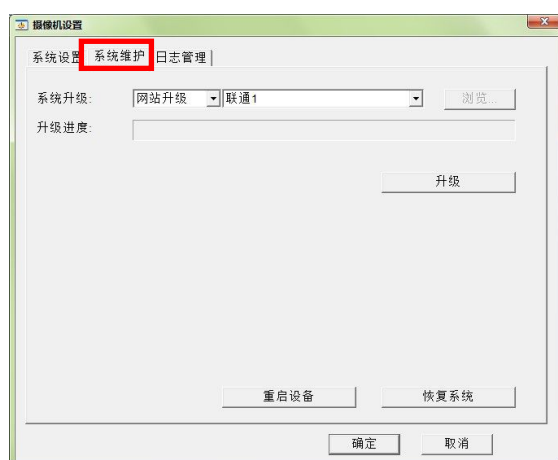 摄像机设置
系统设置 系统维护 日志管理
系统升级: 网站升级 联通1 浏览...
升级进度:
升级
重启设备 恢复系统
确定 取消